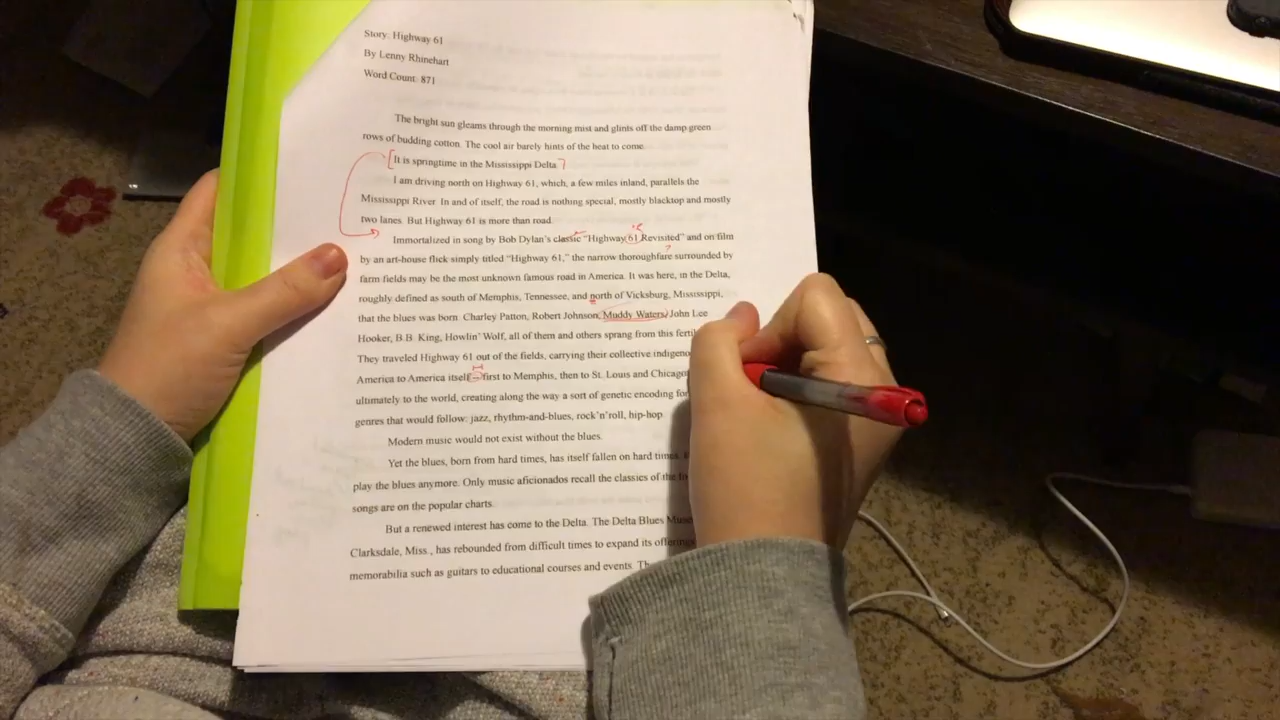 Story: Highway 61
By Lenny Rhinehart
Word Count: 871
The bright sun gleams through the morning mist and glints off the damp green
rows of budding cotton. The cool air barely hints of the heat to come.
It is springtime in the Mississippi Delta.
I am driving north on Highway 61, which, a few miles inland, parallels the
Mississippi River. In and of itself, the road is nothing special, mostly blacktop and mostly
two lanes. But Highway 61 is more than road.
Immortalized in song by Bob Dylan's classic "Highway 61 Revisited" and on film
by an art-house flick simply titled "Highway 61," the narrow thoroughfare surrounded by
farm fields may be the most unknown famous road in America. It was here, in the Delta,
roughly defined as south of Memphis, Tennessee, and north of Vicksburg, Mississippi,
that the blues was born. Charley Patton, Robert Johnson, Muddy Waters, John Lee
Hooker, B.B. King, Howlin' Wolf, all of them and others sprang from this
They traveled Highway 61 out of the fields, carrying their collective
America to America itself – first to Memphis, then to St. Louis and Chicago
ultimately to the world, creating along the way a sort of genetic encoding for
genres that would follow: jazz, rhythm-and-blues, rock'n'roll, hip-hop.
Modern music would not exist without the blues.
Yet the blues, born from hard times, has itself fallen on hard times.
play the blues anymore. Only music aficionados recall the classics of the
songs are on the popular charts.
But a renewed interest has come to the Delta. The Delta Blues
Clarksdale, Miss., has rebounded from difficult times to expand its
memorabilia such as guitars to educational courses and events.